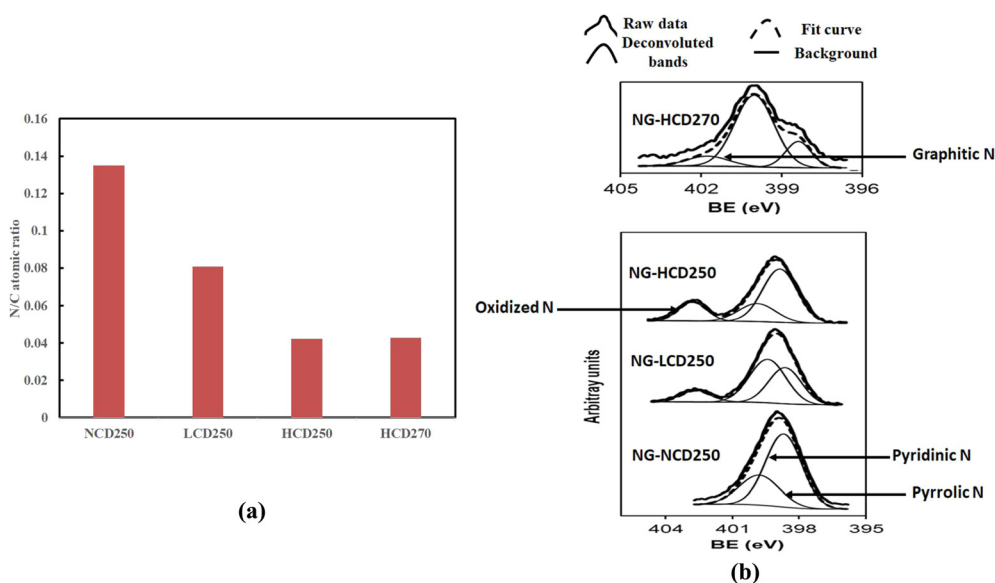 0.16
0.14
0.12
0.1
0.08
0.06
0.04
0.02
0
N/C atomic ratio
NCD250 LCD250 HCD250 HCD270
(a)
Raw data
Deconvoluted
bands
Fit curve
Background
NG-HCD270
Graphitic N
405 402 399 396
BE (eV)
NG-HCD250
Oxidized N
NG-LCD250
Arbitray units
NG-NCD250
Pyridinic N
Pyrrolic N
404 401 398 395
BE (eV)
(b)